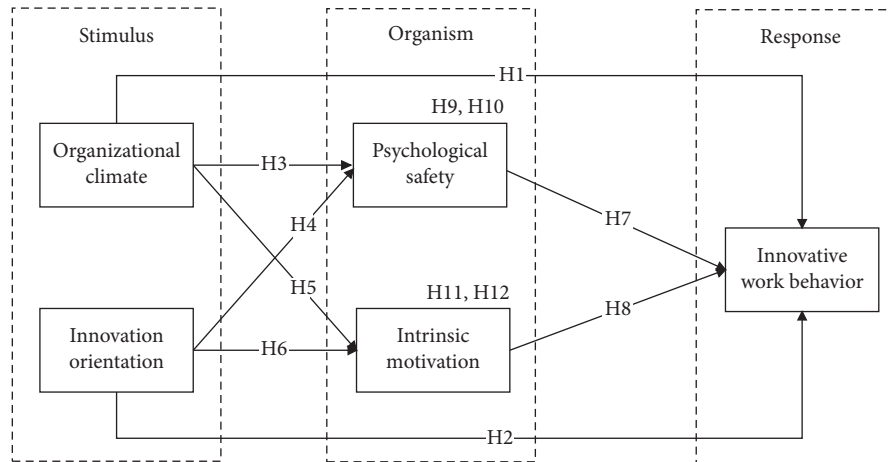 Stimulus
Organism
Response
H1
H9, H10
Organizational
climate
H3
Psychological
safety
H4
H7
Innovative
work behavior
H5
H11, H12
H8
Innovation
orientation
H6
Intrinsic
motivation
H2